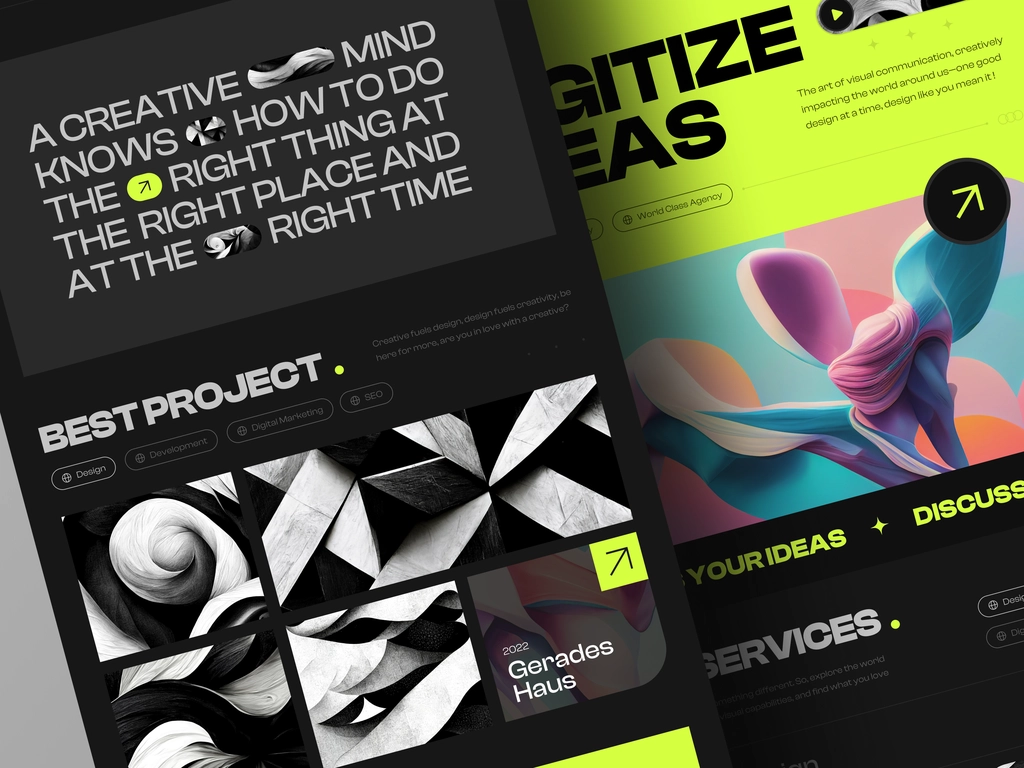 A CREATIVE MIND
KNOWS HOW TO DO
THE RIGHT THING AT
THE RIGHT PLACE AND
AT THE RIGHT TIME
Creative fuels design, design fuels creativity, be
here for more, are you in love with a creative?
BEST PROJECT
Design
Development
Digital Marketing
SEO
2022
Gerades
Haus
GITIZE
EAS
The art of visual communication, creatively
impacting the world around us—one good
design at a time, design like you mean it !
World Class Agency
YOUR IDEAS DISCUSS
SERVICES
mething different. So, explore the world
visual capabilities, and find what you love